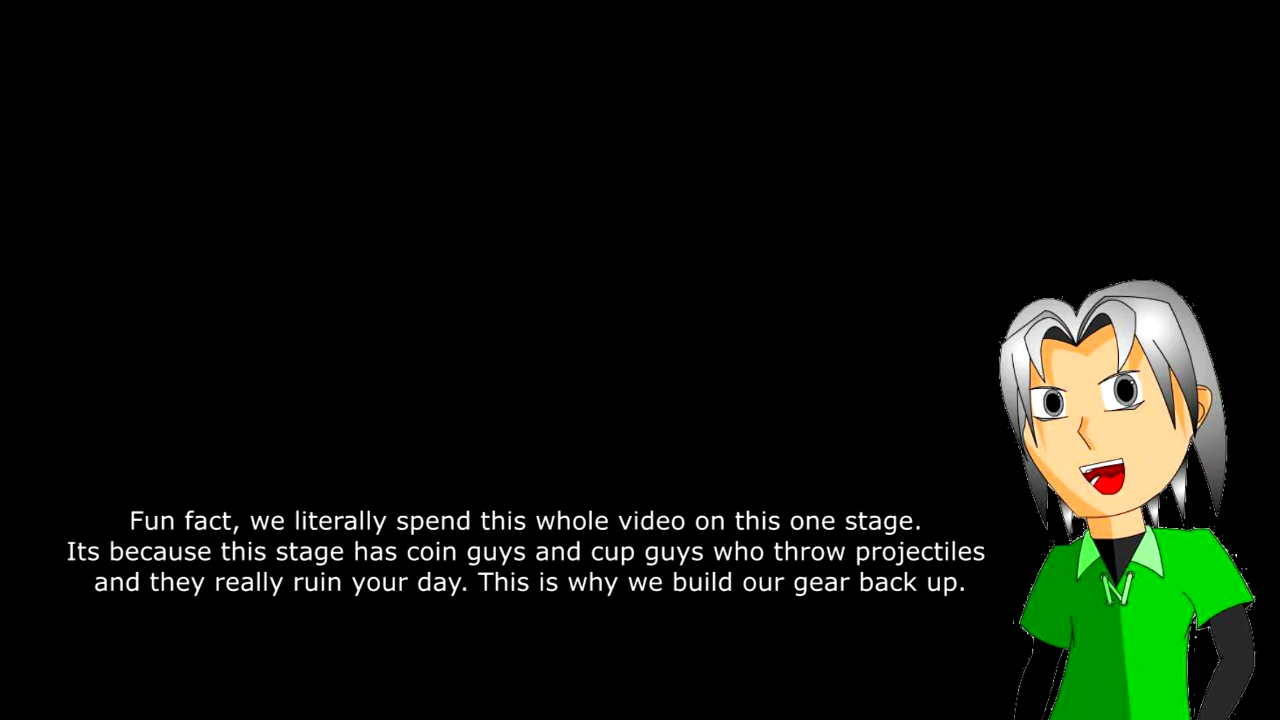 Fun fact, we literally spend this whole video on this one stage.
Its because this stage has coin guys and cup guys who throw projectiles
and they really ruin your day. This is why we build our gear back up.